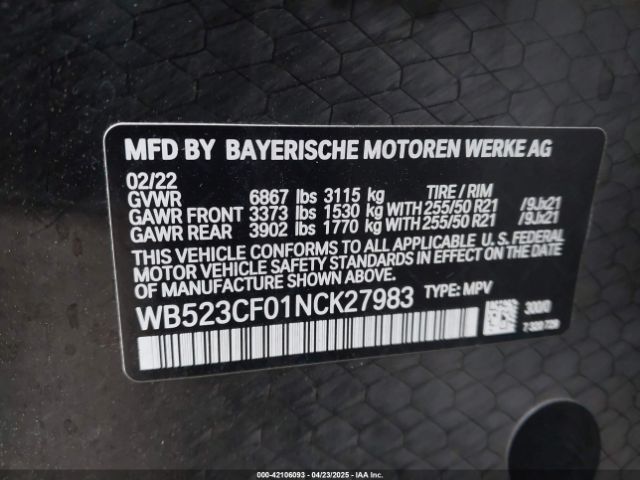 MFD BY BAYERISCHE MOTOREN WERKE AG
02/22
GVWR 6867 lbs 3115 kg TIRE / RIM
GAWR FRONT 3373 lbs 1530 kg WITH 255/50 R21 /9Jx21
GAWR REAR 3902 lbs 1770 kg WITH 255/50 R21 /9Jx21
THIS VEHICLE CONFORMS TO ALL APPLICABLE U.S. FEDERAL
MOTOR VEHICLE SAFETY STANDARDS IN EFFECT ON THE DATE
OF MANUFACTURE SHOWN ABOVE.
WB523CF01NCK27983 TYPE: MPV
300/0
000-42106093 - 04/23/2025 - IAA Inc.